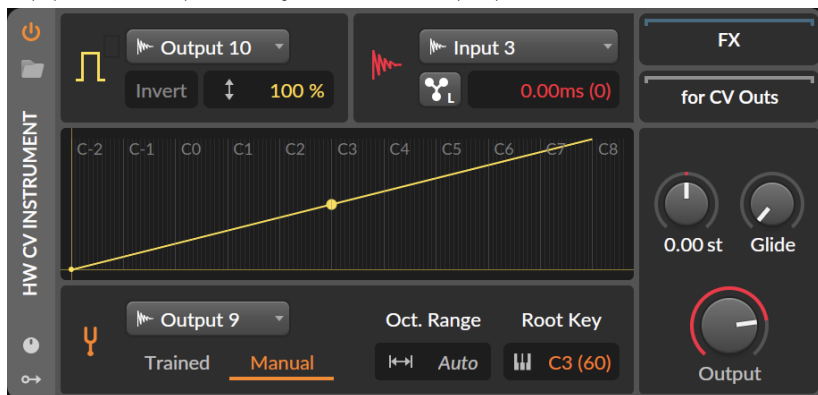 HW CV INSTRUMENT
Output 10
Invert
100 %
Input 3
L
0.00ms (0)
FX
for CV Outs
C-2 C-1 C0 C1 C2 C3 C4 C5 C6 C7 C8
0.00 st
Glide
Output 9
Trained
Manual
Oct. Range
Auto
Root Key
C3 (60)
Output